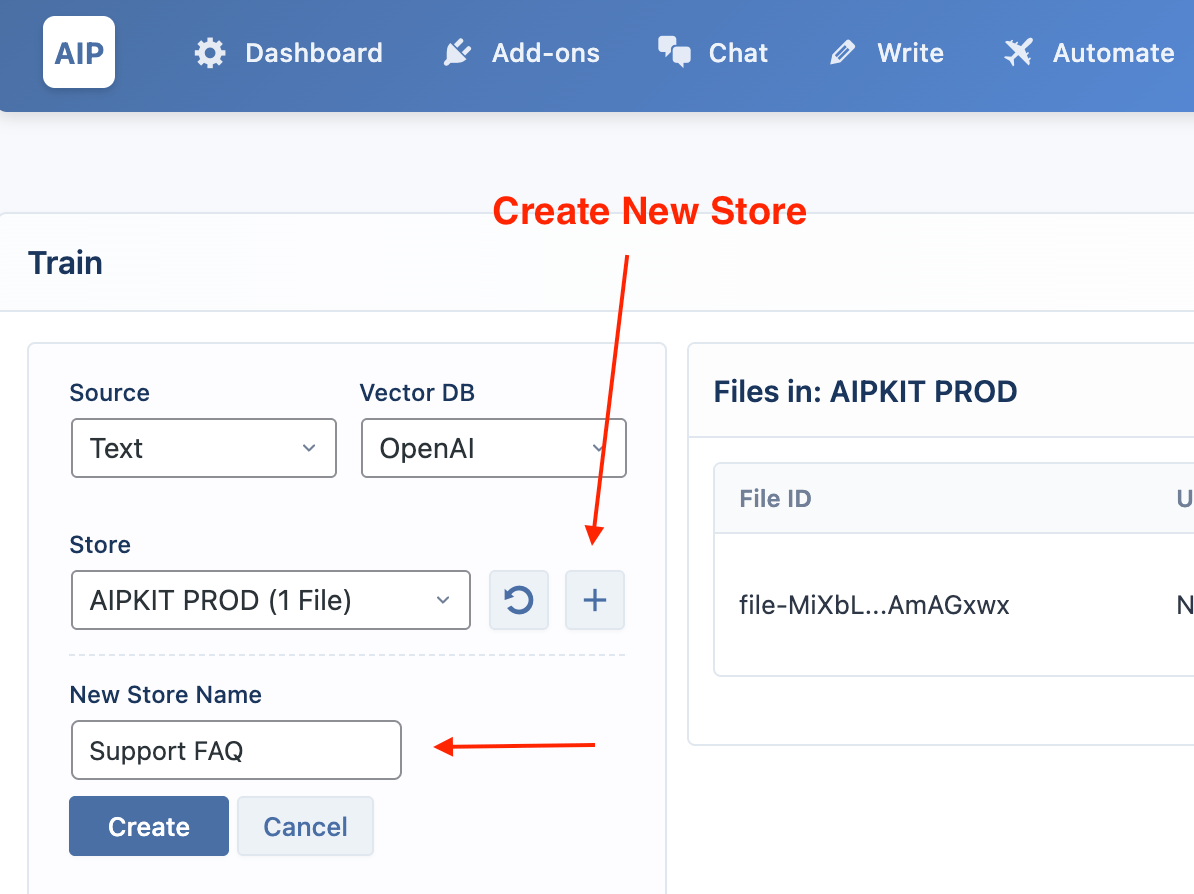 AIP Dashboard Add-ons Chat Write Automate
Create New Store
Train
Source Vector DB
Text OpenAI
Store
AIPKIT PROD (1 File)
New Store Name
Support FAQ
Create Cancel
Files in: AIPKIT PROD
File ID U
file-MiXbL...AmAGxwx N